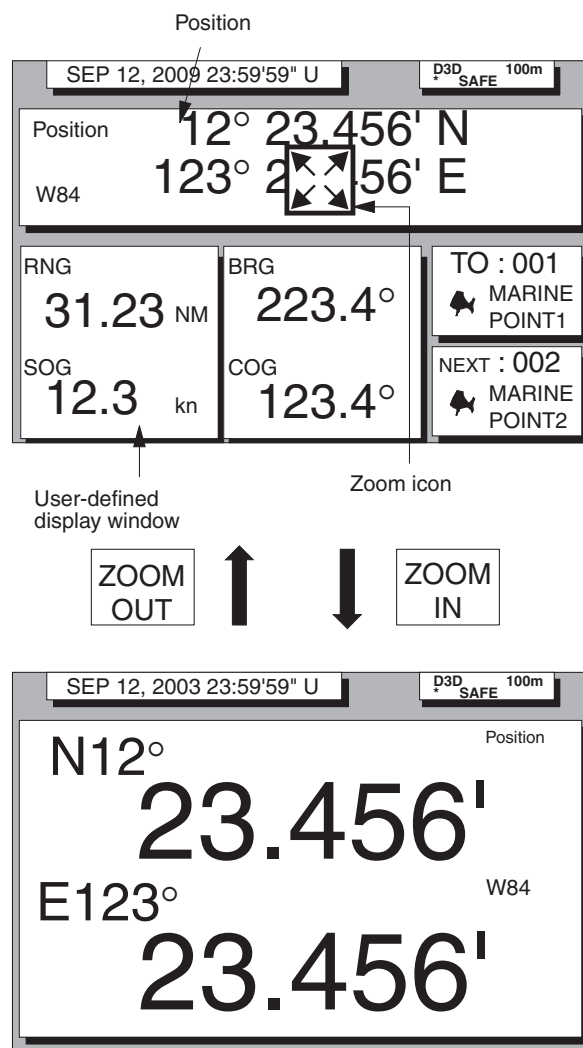 Position
SEP 12, 2009 23:59'59" U
D3D 100m
* SAFE
Position 12° 23.456' N
W84 123° 2 56' E
RNG
31.23 NM
SOG
12.3 kn
BRG
223.4°
COG
123.4°
TO : 001
MARINE
POINT1
NEXT : 002
MARINE
POINT2
User-defined
display window
Zoom icon
ZOOM
OUT
ZOOM
IN
SEP 12, 2003 23:59'59" U
D3D 100m
* SAFE
N12° Position
23.456'
E123° W84
23.456'